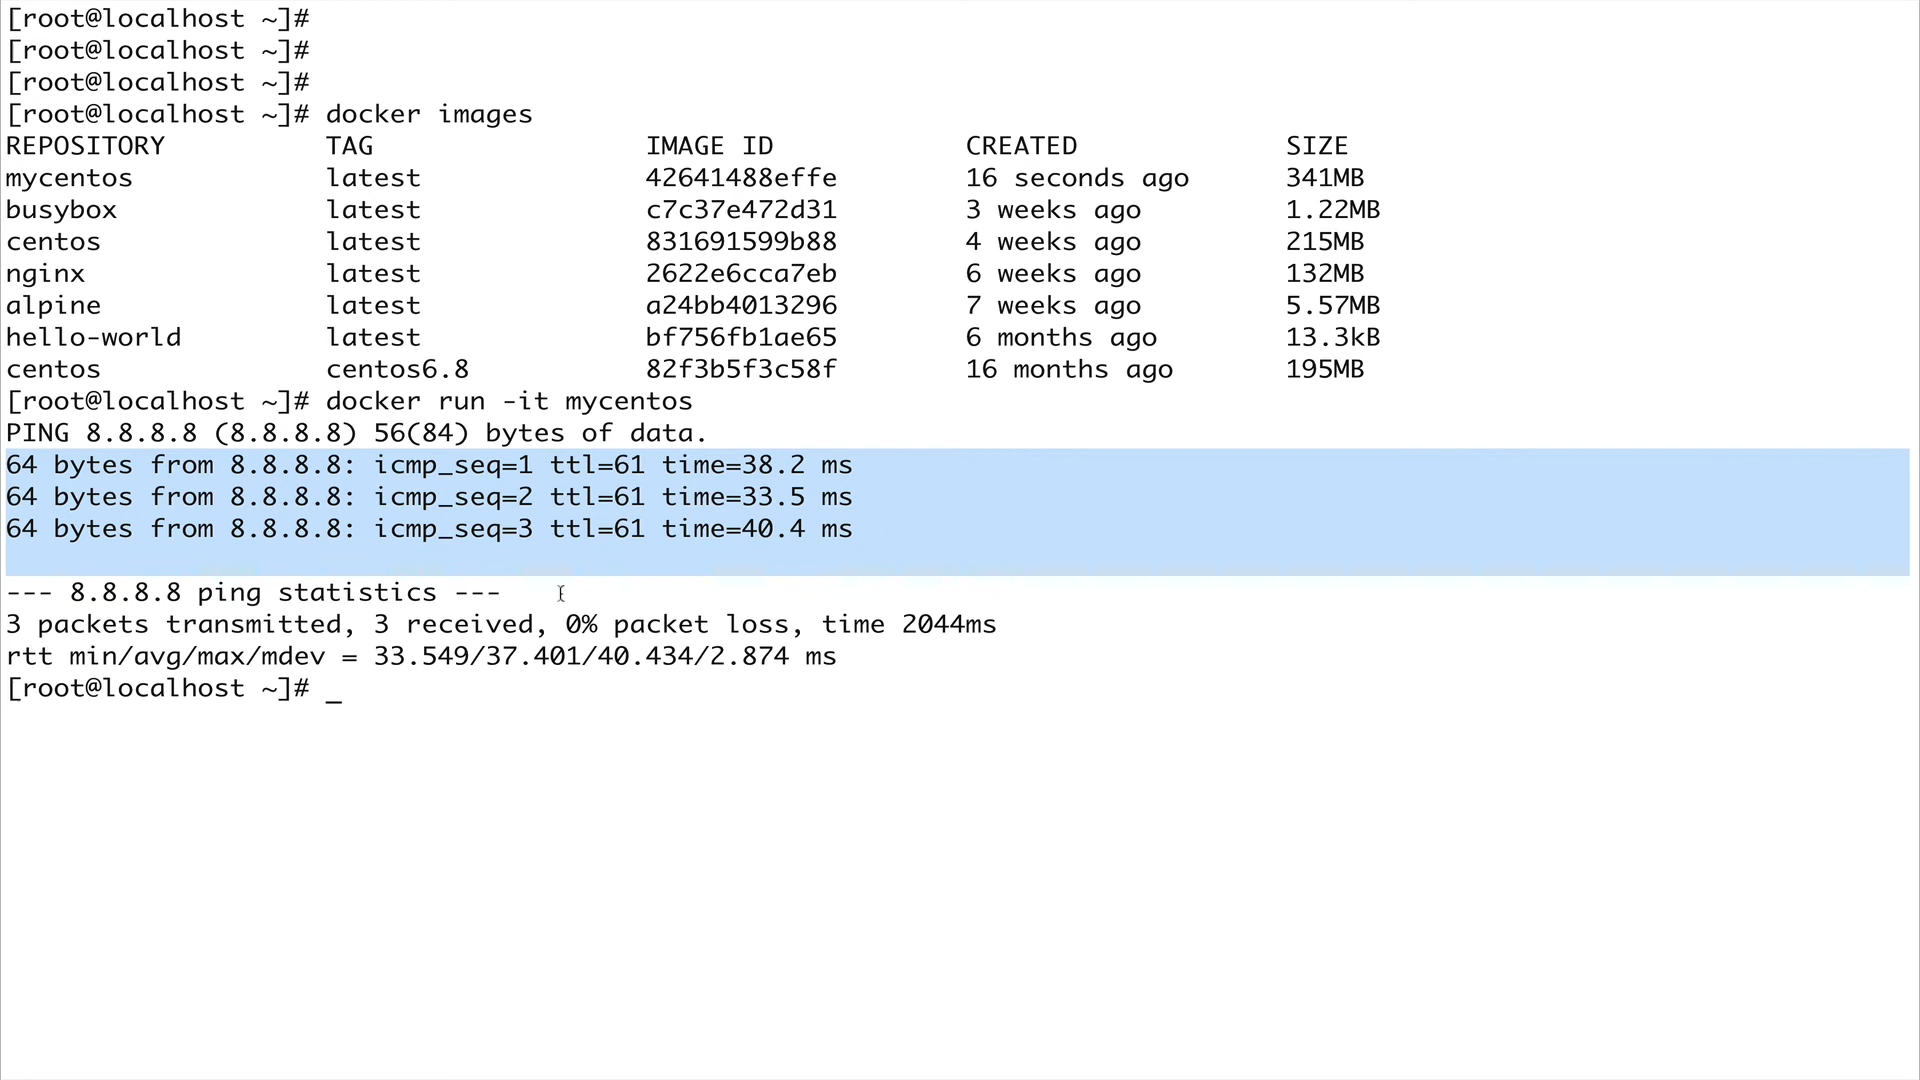 [root@localhost ~]#
[root@localhost ~]#
[root@localhost ~]#
[root@localhost ~]# docker images
REPOSITORY TAG IMAGE ID CREATED SIZE
mycentos latest 42641488effe 16 seconds ago 341MB
busybox latest c7c37e472d31 3 weeks ago 1.22MB
centos latest 831691599b88 4 weeks ago 215MB
nginx latest 2622e6cca7eb 6 weeks ago 132MB
alpine latest a24bb4013296 7 weeks ago 5.57MB
hello-world latest bf756fb1ae65 6 months ago 13.3kB
centos centos6.8 82f3b5f3c58f 16 months ago 195MB
[root@localhost ~]# docker run -it mycentos
PING 8.8.8.8 (8.8.8.8) 56(84) bytes of data.
64 bytes from 8.8.8.8: icmp_seq=1 ttl=61 time=38.2 ms
64 bytes from 8.8.8.8: icmp_seq=2 ttl=61 time=33.5 ms
64 bytes from 8.8.8.8: icmp_seq=3 ttl=61 time=40.4 ms
--- 8.8.8.8 ping statistics ---
3 packets transmitted, 3 received, 0% packet loss, time 2044ms
rtt min/avg/max/mdev = 33.549/37.401/40.434/2.874 ms
[root@localhost ~]# _